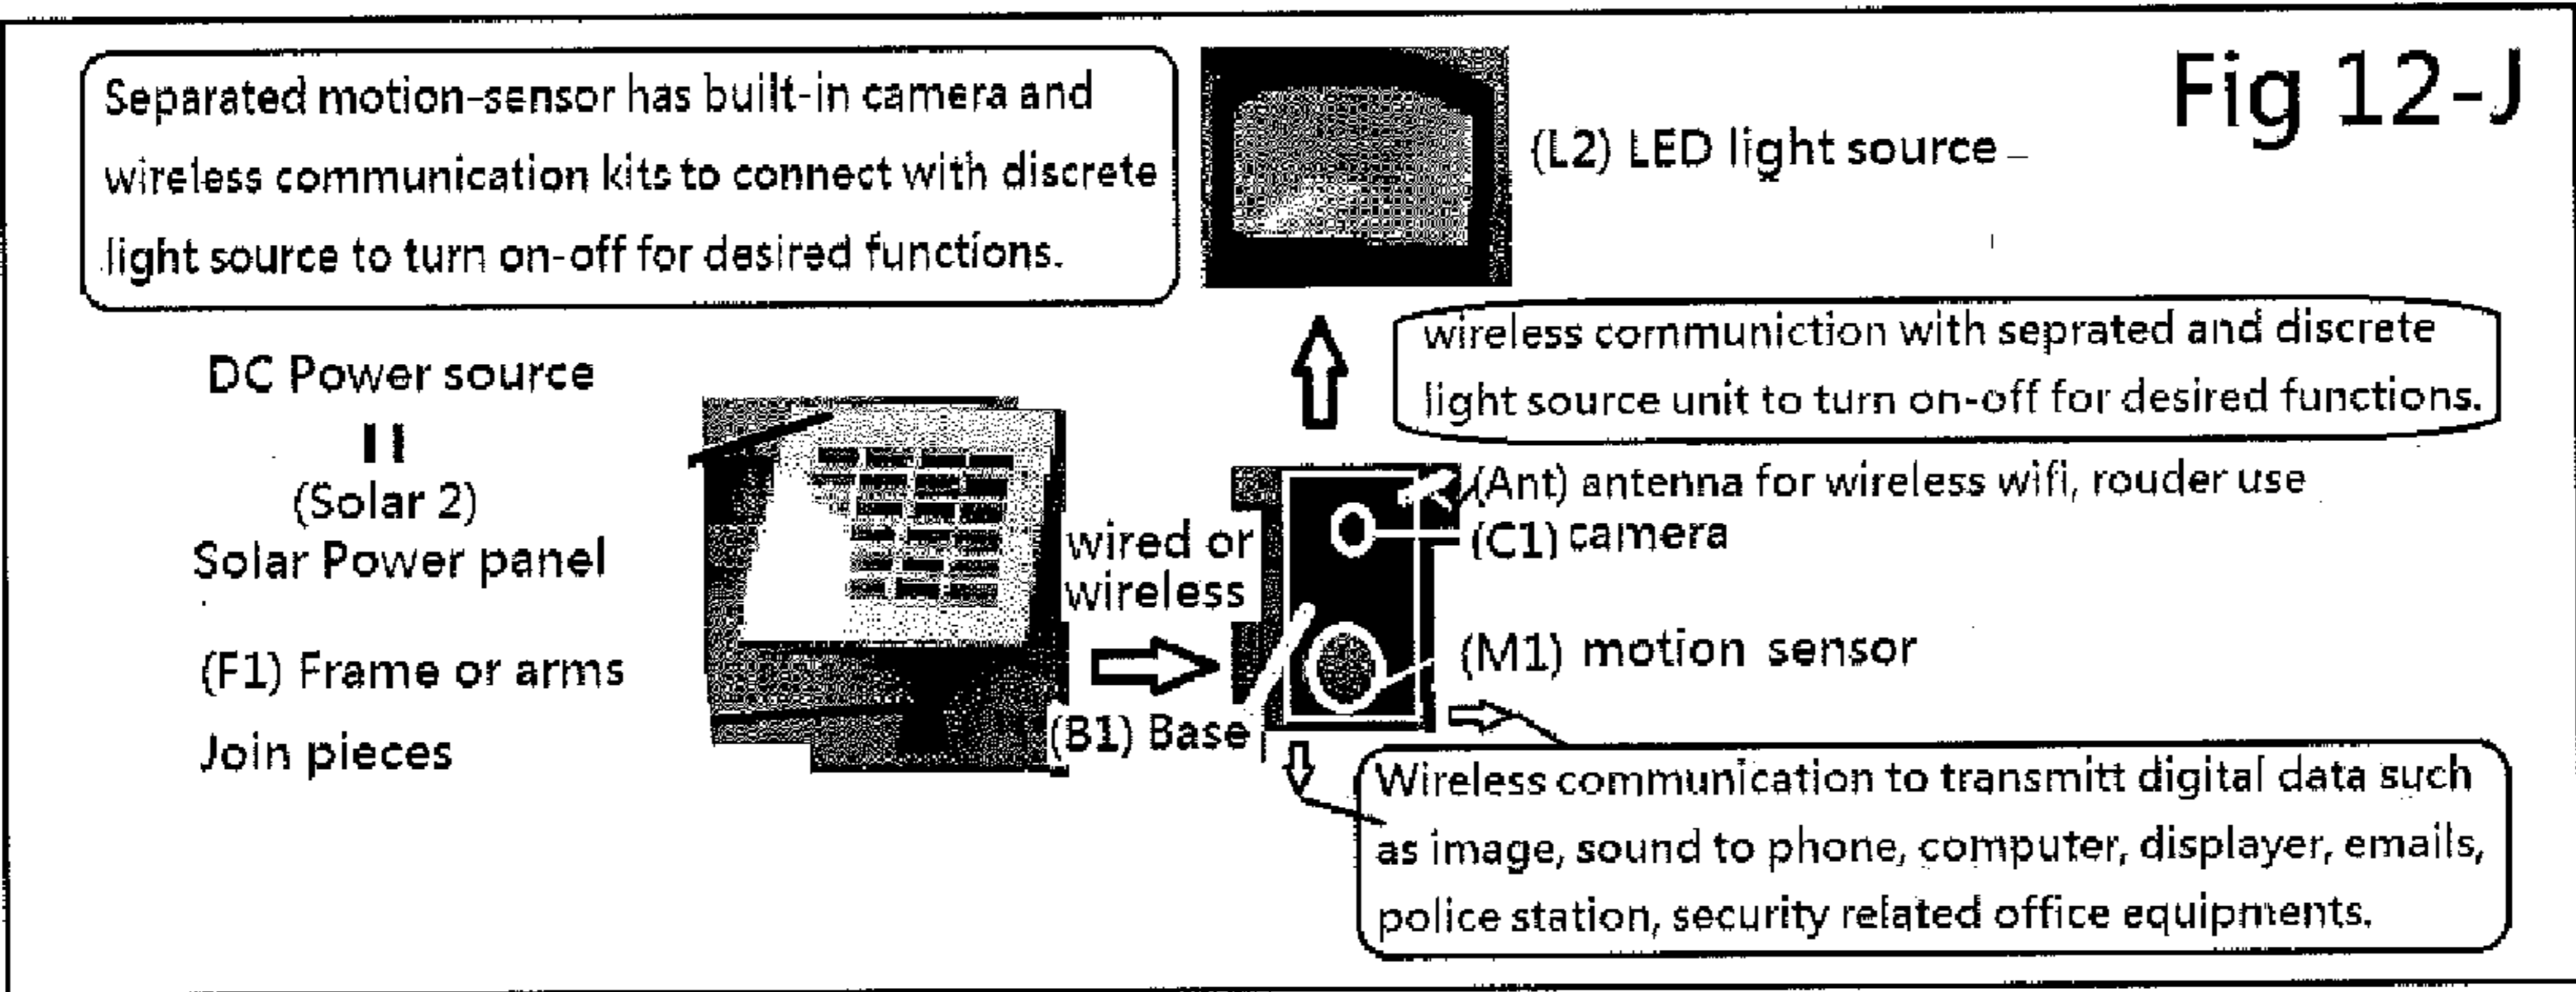 Fig 12-J
Separated motion-sensor has built-in camera and
wireless communication kits to connect with discrete
light source to turn on-off for desired functions.
(L2) LED light source
wireless communiction with seprated and discrete
light source unit to turn on-off for desired functions.
DC Power source
(Solar 2)
Solar Power panel
(F1) Frame or arms
Join pieces
wired or
wireless
(B1) Base
(Ant) antenna for wireless wifi, rouder use
(C1) camera
(M1) motion sensor
Wireless communication to transmitt digital data such
as image, sound to phone, computer, displayer, emails,
police station, security related office equipments.